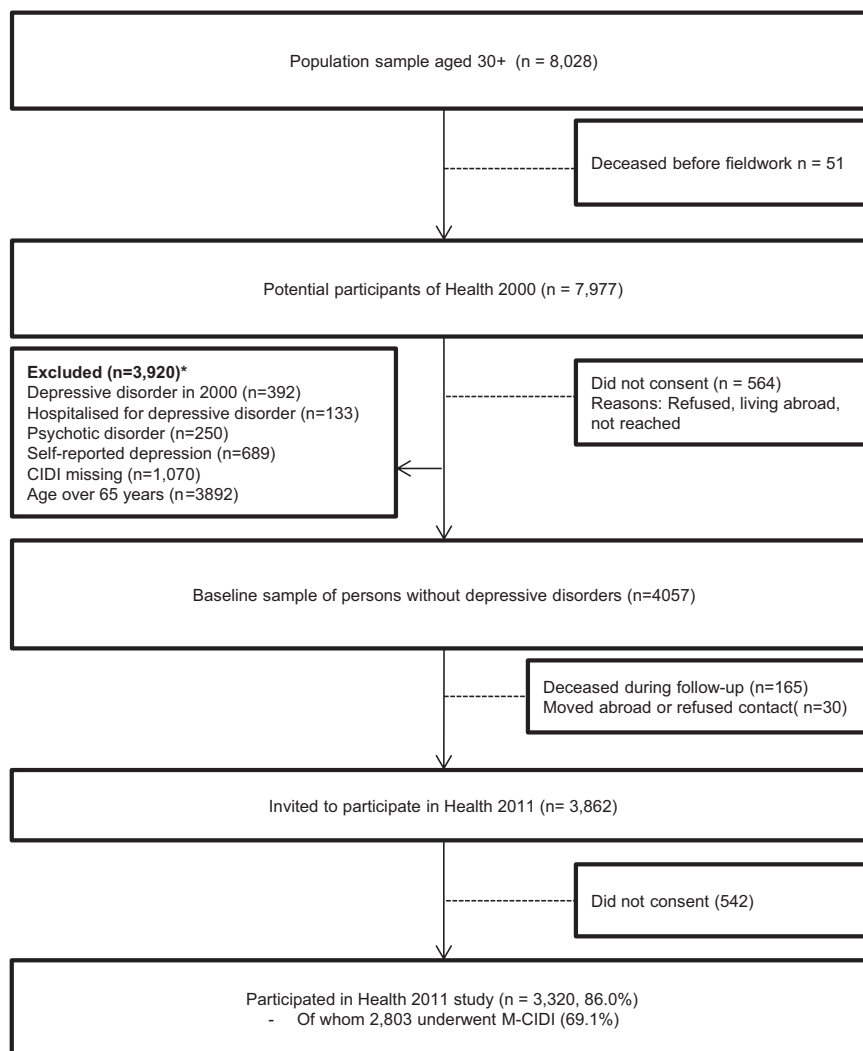 Population sample aged 30+ (n = 8,028)
Deceased before fieldwork n = 51
Potential participants of Health 2000 (n = 7,977)
Excluded (n=3,920)*
Depressive disorder in 2000 (n=392)
Hospitalised for depressive disorder (n=133)
Psychotic disorder (n=250)
Self-reported depression (n=689)
CIDI missing (n=1,070)
Age over 65 years (n=3892)
Did not consent (n = 564)
Reasons: Refused, living abroad,
not reached
Baseline sample of persons without depressive disorders (n=4057)
Deceased during follow-up (n=165)
Moved abroad or refused contact( n=30)
Invited to participate in Health 2011 (n= 3,862)
Did not consent (542)
Participated in Health 2011 study (n = 3,320, 86.0%)
- Of whom 2,803 underwent M-CIDI (69.1%)